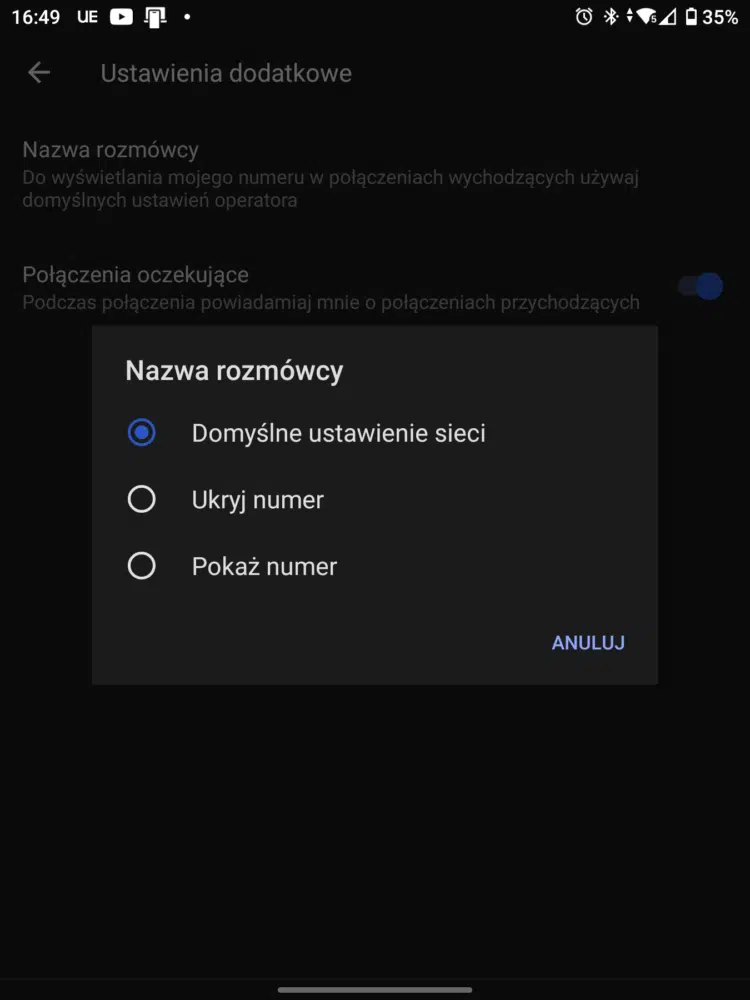 16:49 UE 35%
Ustawienia dodatkowe
Nazwa rozmówcy
Do wyświetlania mojego numeru w połączeniach wychodzących używaj
domyślnych ustawień operatora
Połączenia oczekujące
Podczas połączenia powiadamiaj mnie o połączeniach przychodzących
Nazwa rozmówcy
Domyślne ustawienie sieci
Ukryj numer
Pokaż numer
ANULUJ